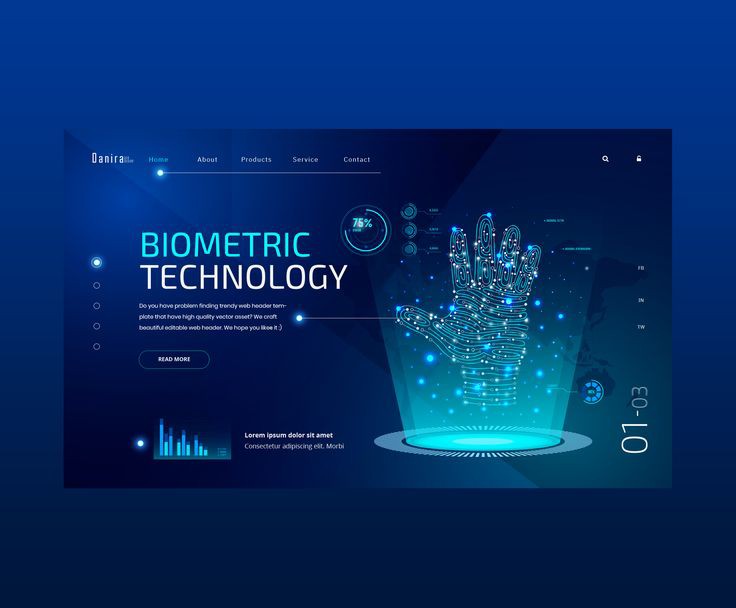 Danira
Home About Products Service Contact
75%
BIOMETRIC
TECHNOLOGY
Do you have problem finding trendy web header tem-
plate that have high quality vector asset? We craft
beautiful editable web header. We hope you likee it ;)
READ MORE
FB
IN
TW
01-03
Lorem ipsum dolor sit amet
Consectetur adipiscing elit. Morbi